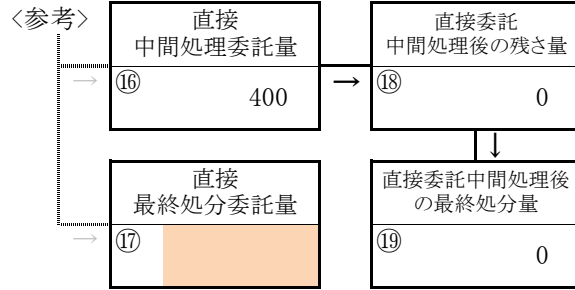 〈参考〉
直接
中間処理委託量
→
⑯
400
→
直接委託
中間処理後の残さ量
⑱
0
↓
直接
最終処分委託量
→
⑰
直接委託中間処理後
の最終処分量
⑲
0